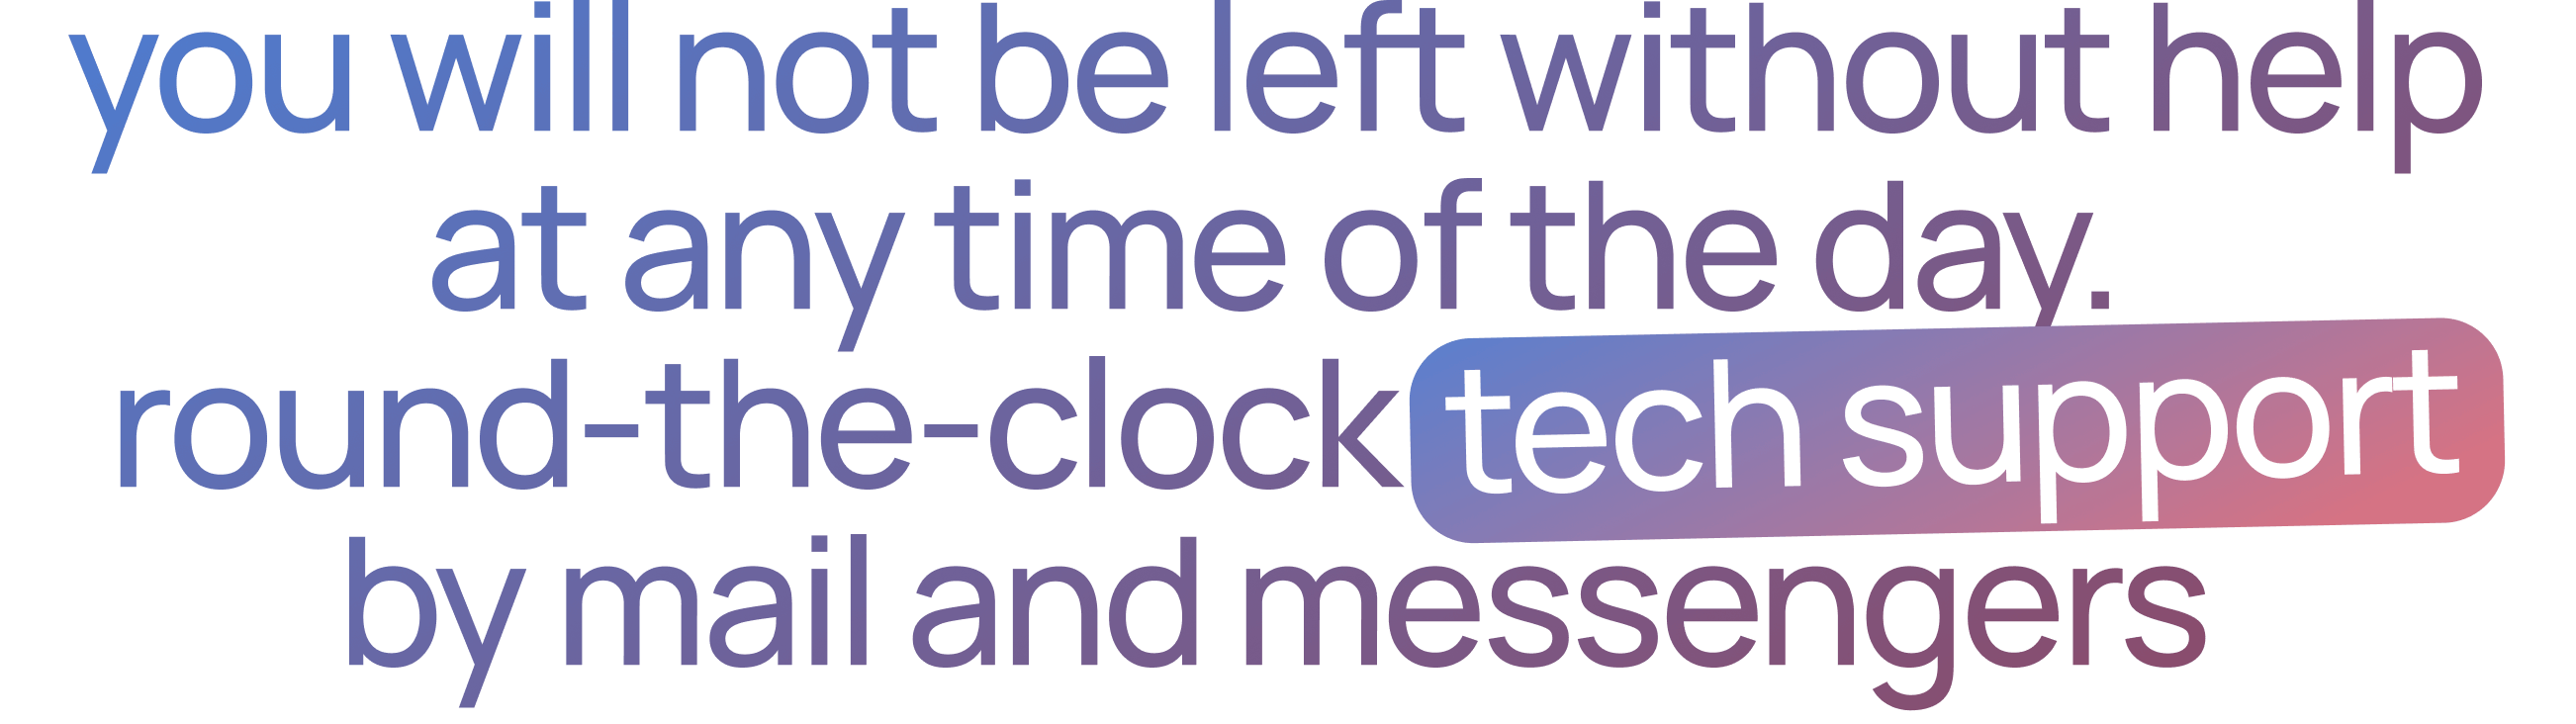 you will not be left without help
at any time of the day.
round-the-clock tech support
by mail and messengers